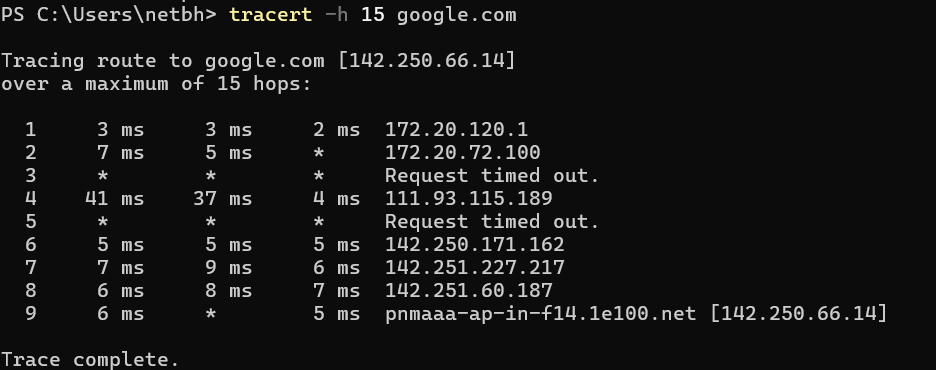 PS C:\Users\netbh> tracert -h 15 google.com
Tracing route to google.com [142.250.66.14]
over a maximum of 15 hops:
1 3 ms 3 ms 2 ms 172.20.120.1
2 7 ms 5 ms * 172.20.72.100
3 * * * Request timed out.
4 41 ms 37 ms 4 ms 111.93.115.189
5 * * * Request timed out.
6 5 ms 5 ms 5 ms 142.250.171.162
7 7 ms 9 ms 6 ms 142.251.227.217
8 6 ms 8 ms 7 ms 142.251.60.187
9 6 ms * 5 ms pnmaaa-ap-in-f14.1e100.net [142.250.66.14]
Trace complete.